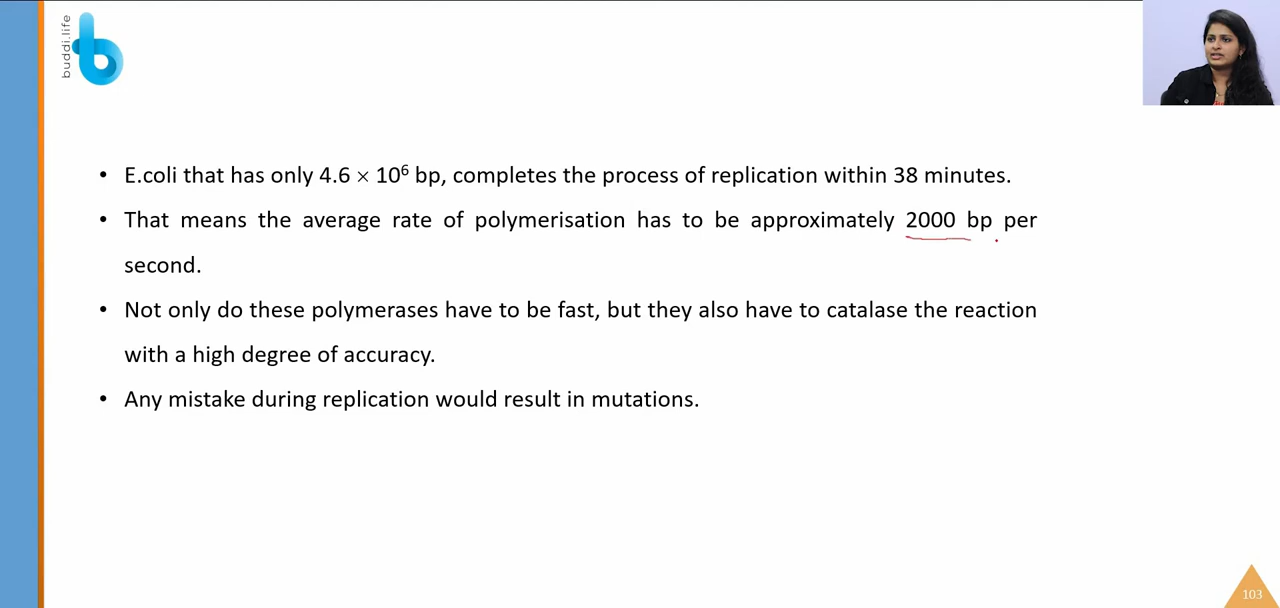 buddi.life
• E.coli that has only 4.6 × 10⁶ bp, completes the process of replication within 38 minutes.
• That means the average rate of polymerisation has to be approximately 2000 bp per
second.
• Not only do these polymerases have to be fast, but they also have to catalase the reaction
with a high degree of accuracy.
• Any mistake during replication would result in mutations.
103